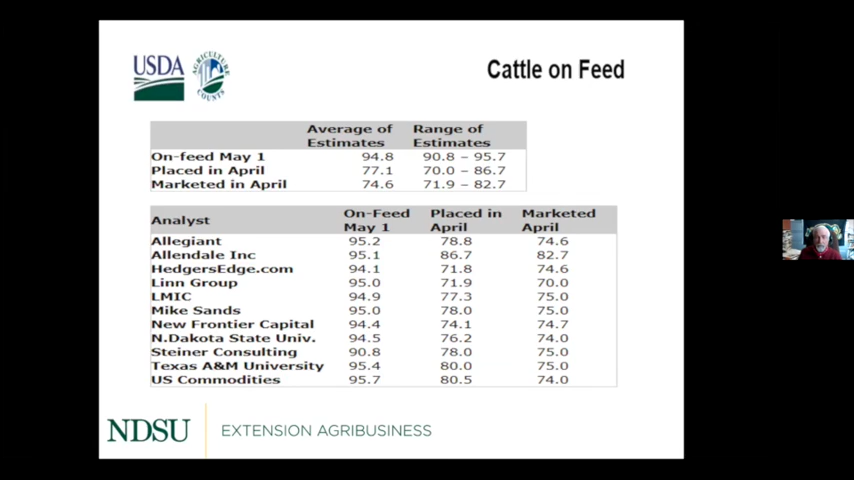 USDA
AGRICULTURE COUNTS
Cattle on Feed
Average of Estimates Range of Estimates
On-feed May 1 94.8 90.8 – 95.7
Placed in April 77.1 70.0 – 86.7
Marketed in April 74.6 71.9 – 82.7
Analyst On-Feed May 1 Placed in April Marketed April
Allegiant 95.2 78.8 74.6
Allendale Inc 95.1 86.7 82.7
HedgersEdge.com 94.1 71.8 74.6
Linn Group 95.0 71.9 70.0
LMIC 94.9 77.3 75.0
Mike Sands 95.0 78.0 75.0
New Frontier Capital 94.4 74.1 74.7
N.Dakota State Univ. 94.5 76.2 74.0
Steiner Consulting 90.8 78.0 75.0
Texas A&M University 95.4 80.0 75.0
US Commodities 95.7 80.5 74.0
NDSU EXTENSION AGRIBUSINESS